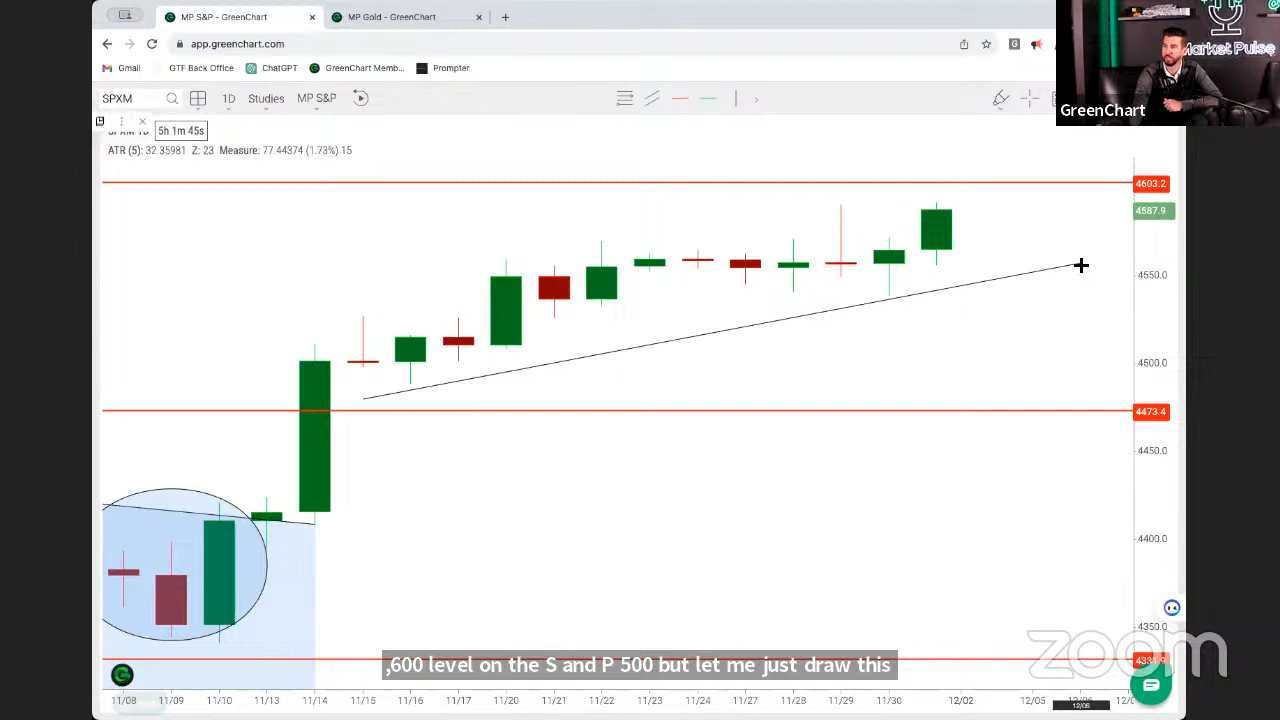 MP S&P - GreenChart
MP Gold - GreenChart
Market Pulse
app.greenchart.com
Gmail
GTF Back Office
ChatGPT
GreenChart Memb...
Prompter
GreenChart
SPXM
1D
Studies
MP S&P
5h 1m 45s
ATR (5): 32.35981 Z: 23 Measure: 77.44374 (1.73%) 15
4603.2
4587.9
4550.0
4500.0
4473.4
4450.0
4400.0
4350.0
zoom
,600 level on the S and P 500 but let me just draw this
11/08 11/09 11/10 11/13 11/14 11/15 11/16 11/17 11/20 11/21 11/22 11/23 11/24 11/27 11/28 11/29 11/30 12/02 12/05 12/06
12/06